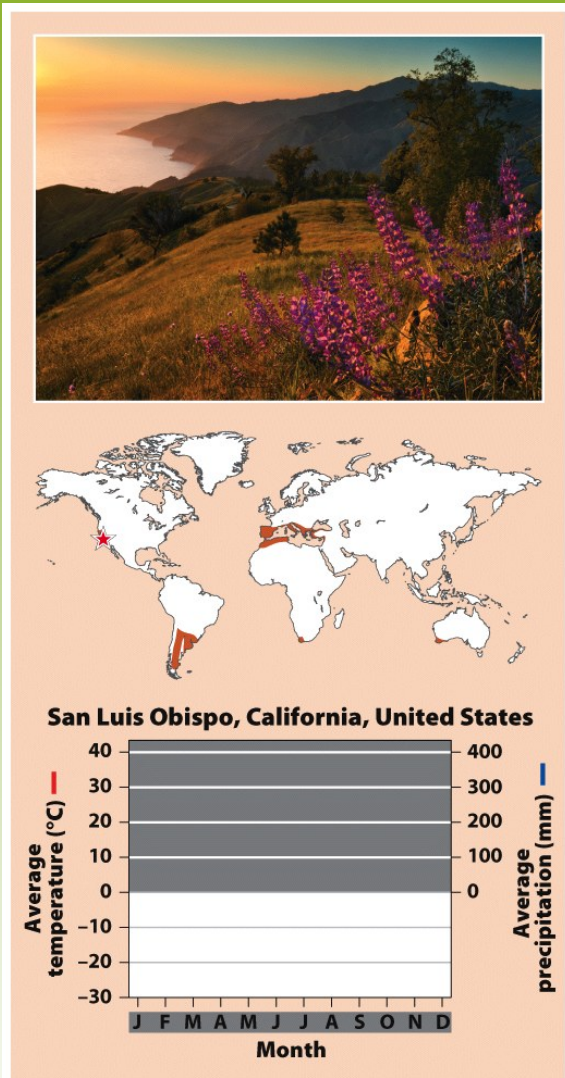 San Luis Obispo, California, United States
40
30
20
10
0
–10
–20
–30
Average
temperature (°C)
400
300
200
100
0
Average
precipitation (mm)
J F M A M J J A S O N D
Month